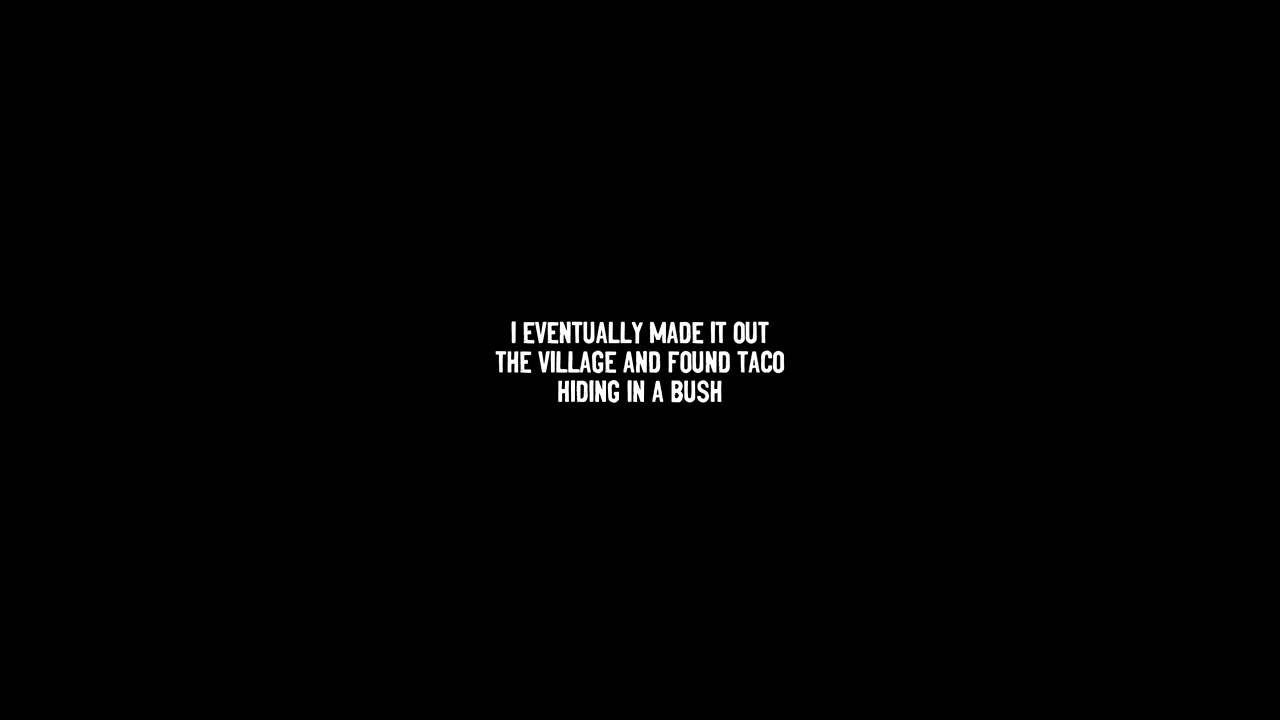 I EVENTUALLY MADE IT OUT
THE VILLAGE AND FOUND TACO
HIDING IN A BUSH